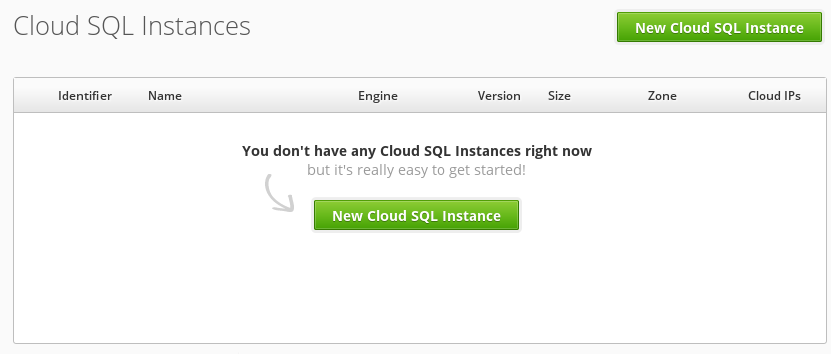 Cloud SQL Instances
New Cloud SQL Instance
Identifier Name Engine Version Size Zone Cloud IPs
You don't have any Cloud SQL Instances right now
but it's really easy to get started!
New Cloud SQL Instance